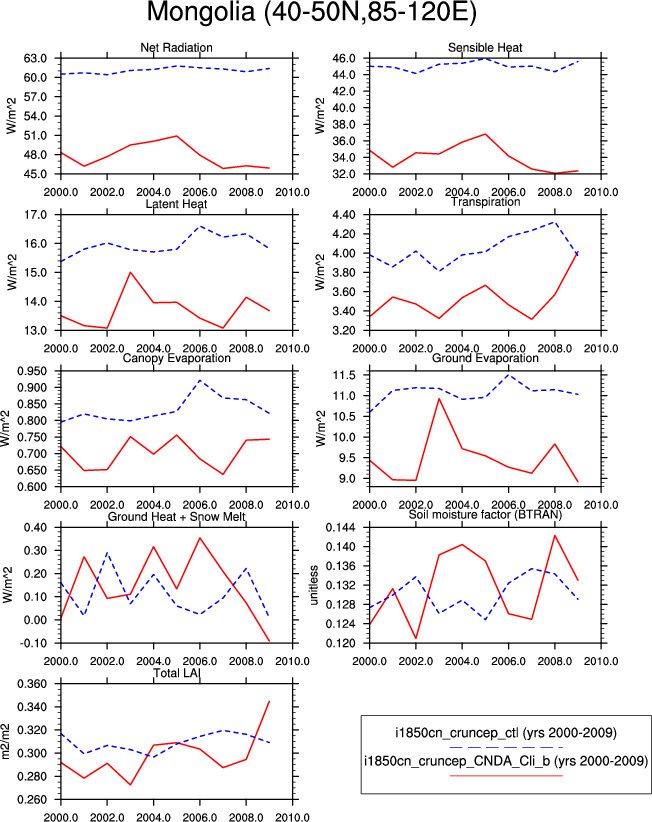 Mongolia (40-50N,85-120E)
Net Radiation
63.0
60.0
57.0
54.0
51.0
48.0
45.0
W/m^2
2000.0 2002.0 2004.0 2006.0 2008.0 2010.0
Sensible Heat
46.0
44.0
42.0
40.0
38.0
36.0
34.0
32.0
W/m^2
2000.0 2002.0 2004.0 2006.0 2008.0 2010.0
Latent Heat
17.0
16.0
15.0
14.0
13.0
W/m^2
2000.0 2002.0 2004.0 2006.0 2008.0 2010.0
Transpiration
4.40
4.20
4.00
3.80
3.60
3.40
3.20
W/m^2
2000.0 2002.0 2004.0 2006.0 2008.0 2010.0
Canopy Evaporation
0.950
0.900
0.850
0.800
0.750
0.700
0.650
0.600
W/m^2
2000.0 2002.0 2004.0 2006.0 2008.0 2010.0
Ground Evaporation
11.5
11.0
10.5
10.0
9.5
9.0
W/m^2
2000.0 2002.0 2004.0 2006.0 2008.0 2010.0
Ground Heat + Snow Melt
0.40
0.30
0.20
0.10
0.00
-0.10
W/m^2
2000.0 2002.0 2004.0 2006.0 2008.0 2010.0
Soil moisture factor (BTRAN)
0.144
0.140
0.136
0.132
0.128
0.124
0.120
unitless
2000.0 2002.0 2004.0 2006.0 2008.0 2010.0
Total LAI
0.360
0.340
0.320
0.300
0.280
0.260
m2/m2
2000.0 2002.0 2004.0 2006.0 2008.0 2010.0
i1850cn_cruncep_ctl (yrs 2000-2009)
i1850cn_cruncep_CNDA_Cli_b (yrs 2000-2009)